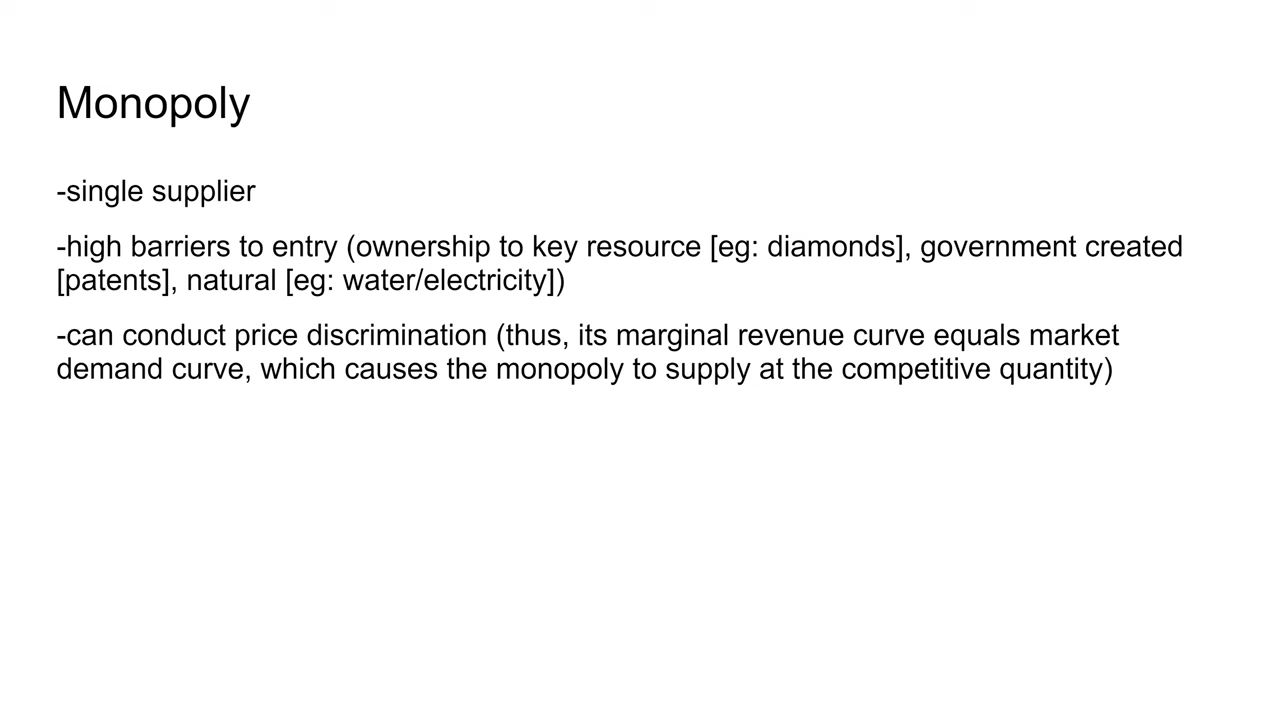 Monopoly
-single supplier
-high barriers to entry (ownership to key resource [eg: diamonds], government created
[patents], natural [eg: water/electricity])
-can conduct price discrimination (thus, its marginal revenue curve equals market
demand curve, which causes the monopoly to supply at the competitive quantity)